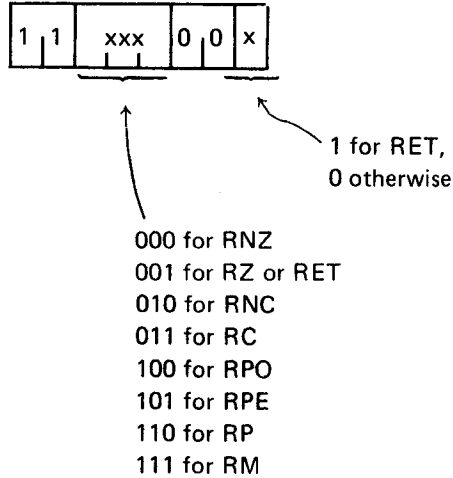 1 1 xxx 0 0 x
1 for RET,
0 otherwise
000 for RNZ
001 for RZ or RET
010 for RNC
011 for RC
100 for RPO
101 for RPE
110 for RP
111 for RM